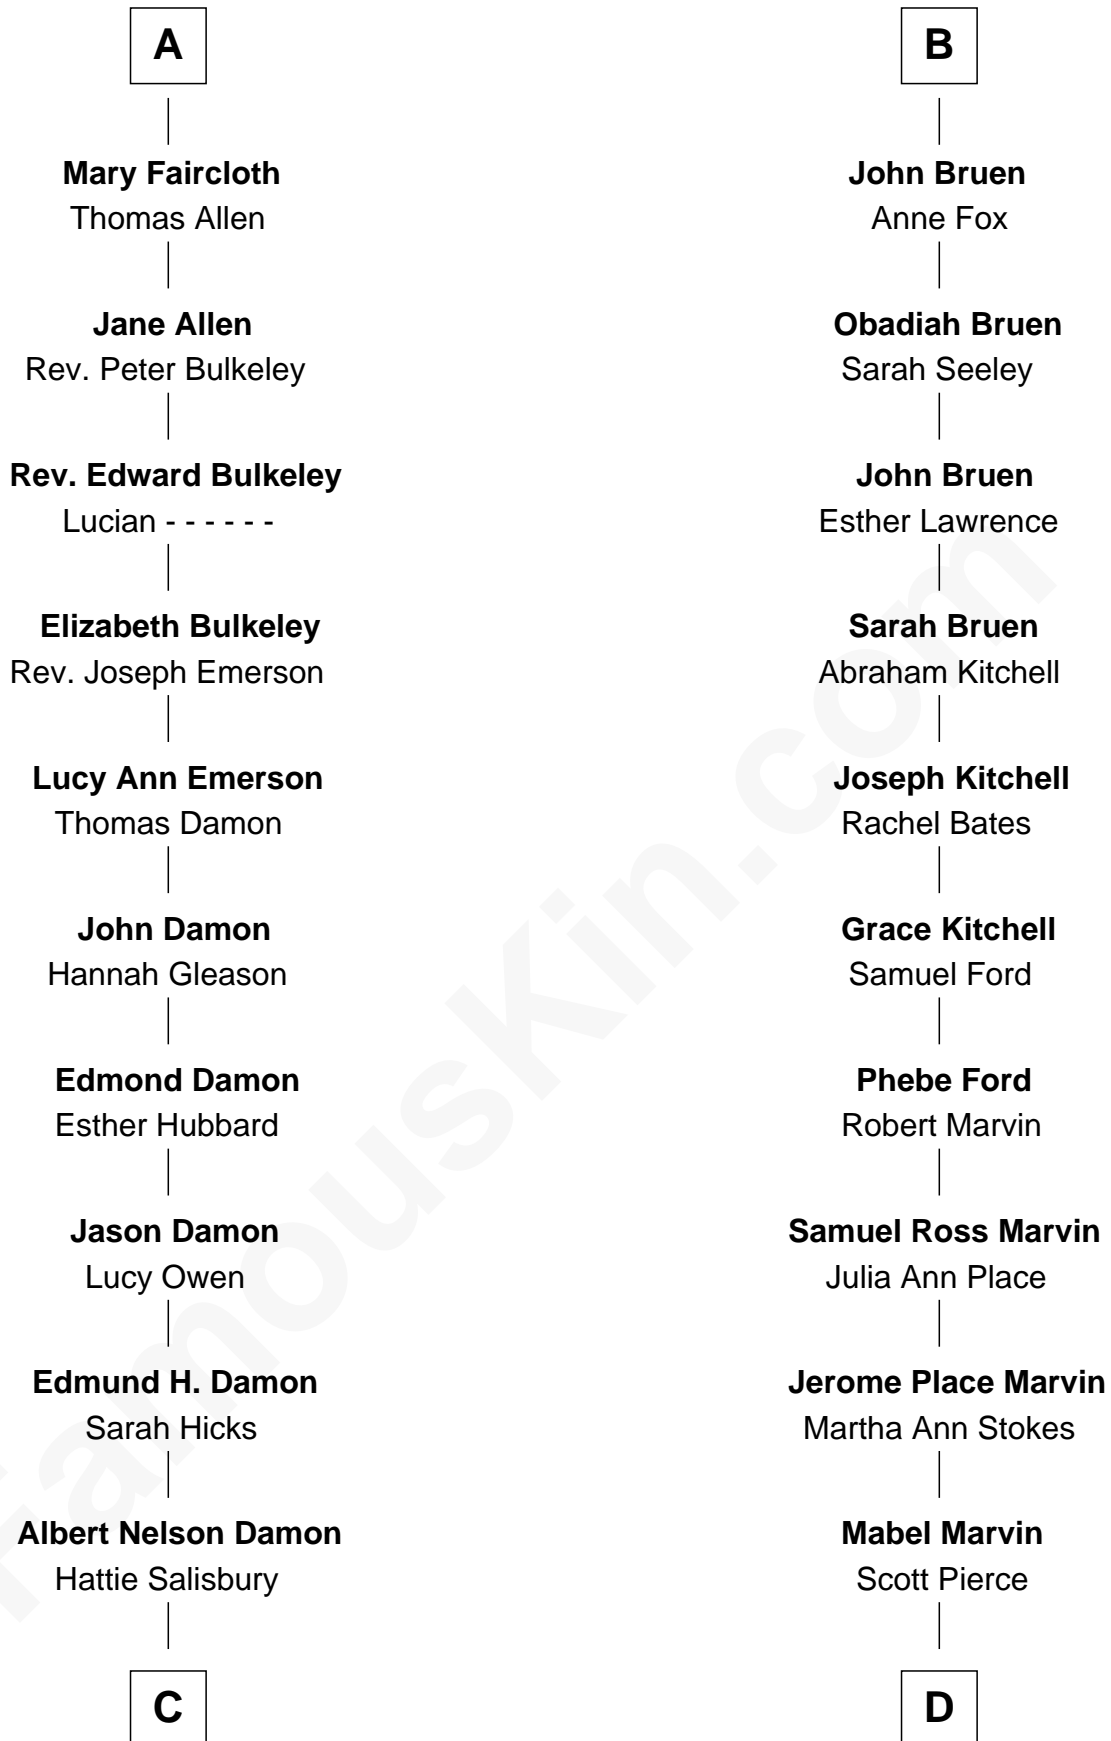 A
Mary Faircloth
Thomas Allen
Jane Allen
Rev. Peter Bulkeley
Rev. Edward Bulkeley
Lucian - - - - - -
Elizabeth Bulkeley
Rev. Joseph Emerson
Lucy Ann Emerson
Thomas Damon
John Damon
Hannah Gleason
Edmond Damon
Esther Hubbard
Jason Damon
Lucy Owen
Edmund H. Damon
Sarah Hicks
Albert Nelson Damon
Hattie Salisbury
C
B
John Bruen
Anne Fox
Obadiah Bruen
Sarah Seeley
John Bruen
Esther Lawrence
Sarah Bruen
Abraham Kitchell
Joseph Kitchell
Rachel Bates
Grace Kitchell
Samuel Ford
Phebe Ford
Robert Marvin
Samuel Ross Marvin
Julia Ann Place
Jerome Place Marvin
Martha Ann Stokes
Mabel Marvin
Scott Pierce
D
FamousKin.com